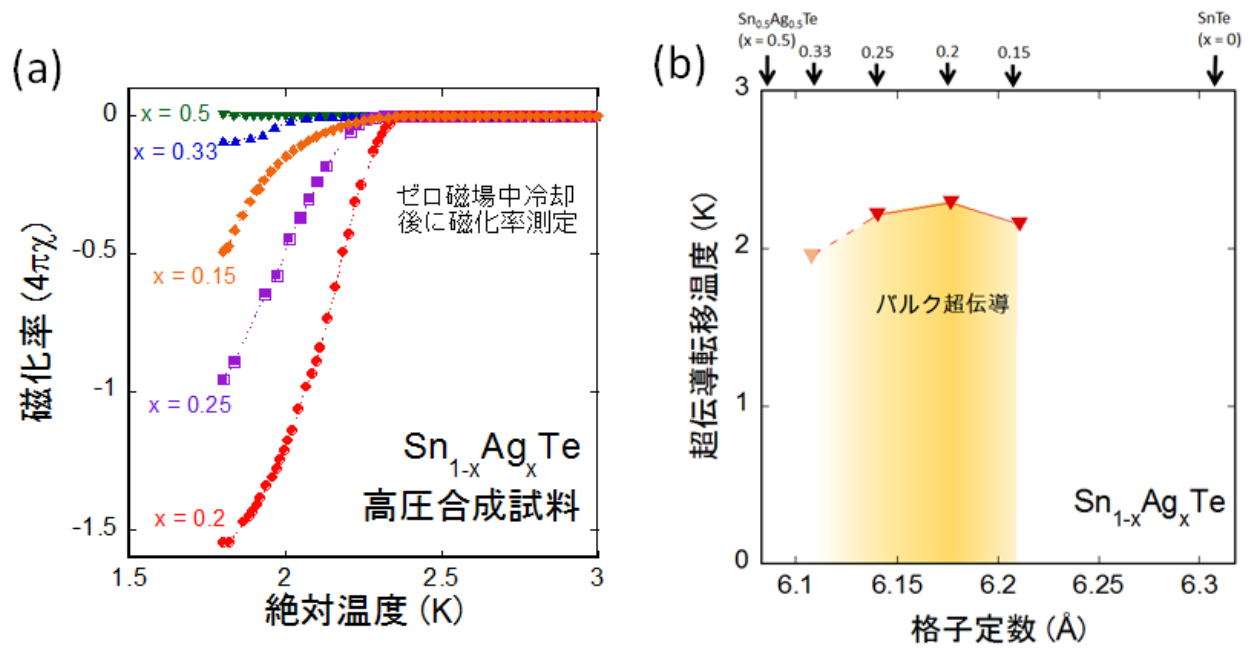 (a)
磁化率 (4πχ)
0
-0.5
-1
-1.5
x = 0.5
x = 0.33
x = 0.15
x = 0.25
x = 0.2
ゼロ磁場中冷却
後に磁化率測定
Sn1-xAgxTe
高圧合成試料
1.5
2
2.5
3
絶対温度 (K)
(b)
Sn0.5Ag0.5Te
(x = 0.5)
0.33
0.25
0.2
0.15
SnTe
(x = 0)
超伝導転移温度 (K)
3
2
1
0
バルク超伝導
Sn1-xAgxTe
6.1
6.15
6.2
6.25
6.3
格子定数 (Å)